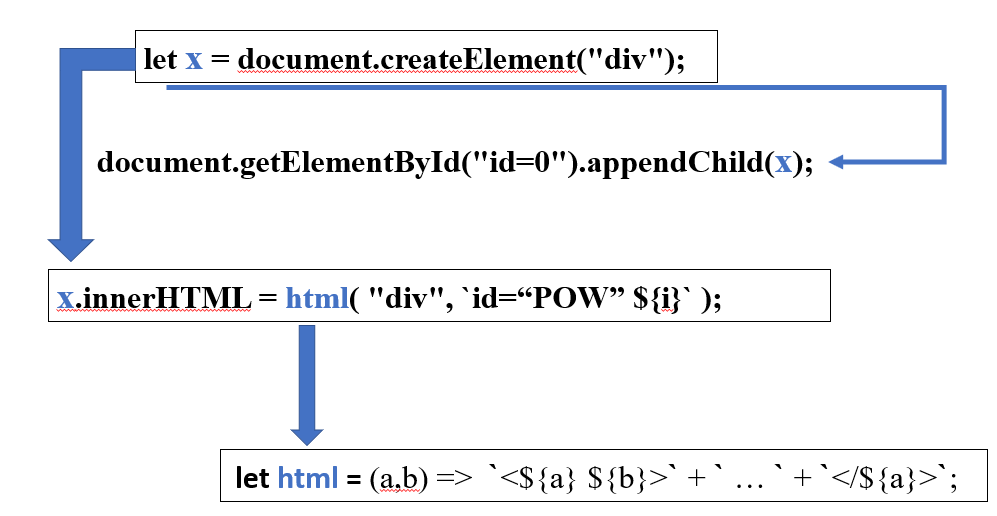 let x = document.createElement("div");
document.getElementById("id=0").appendChild(x);
x.innerHTML = html( "div", `id=“POW” ${i}` );
let html = (a,b) => `<${a} ${b}>` + ` … ` + `</${a}>`;